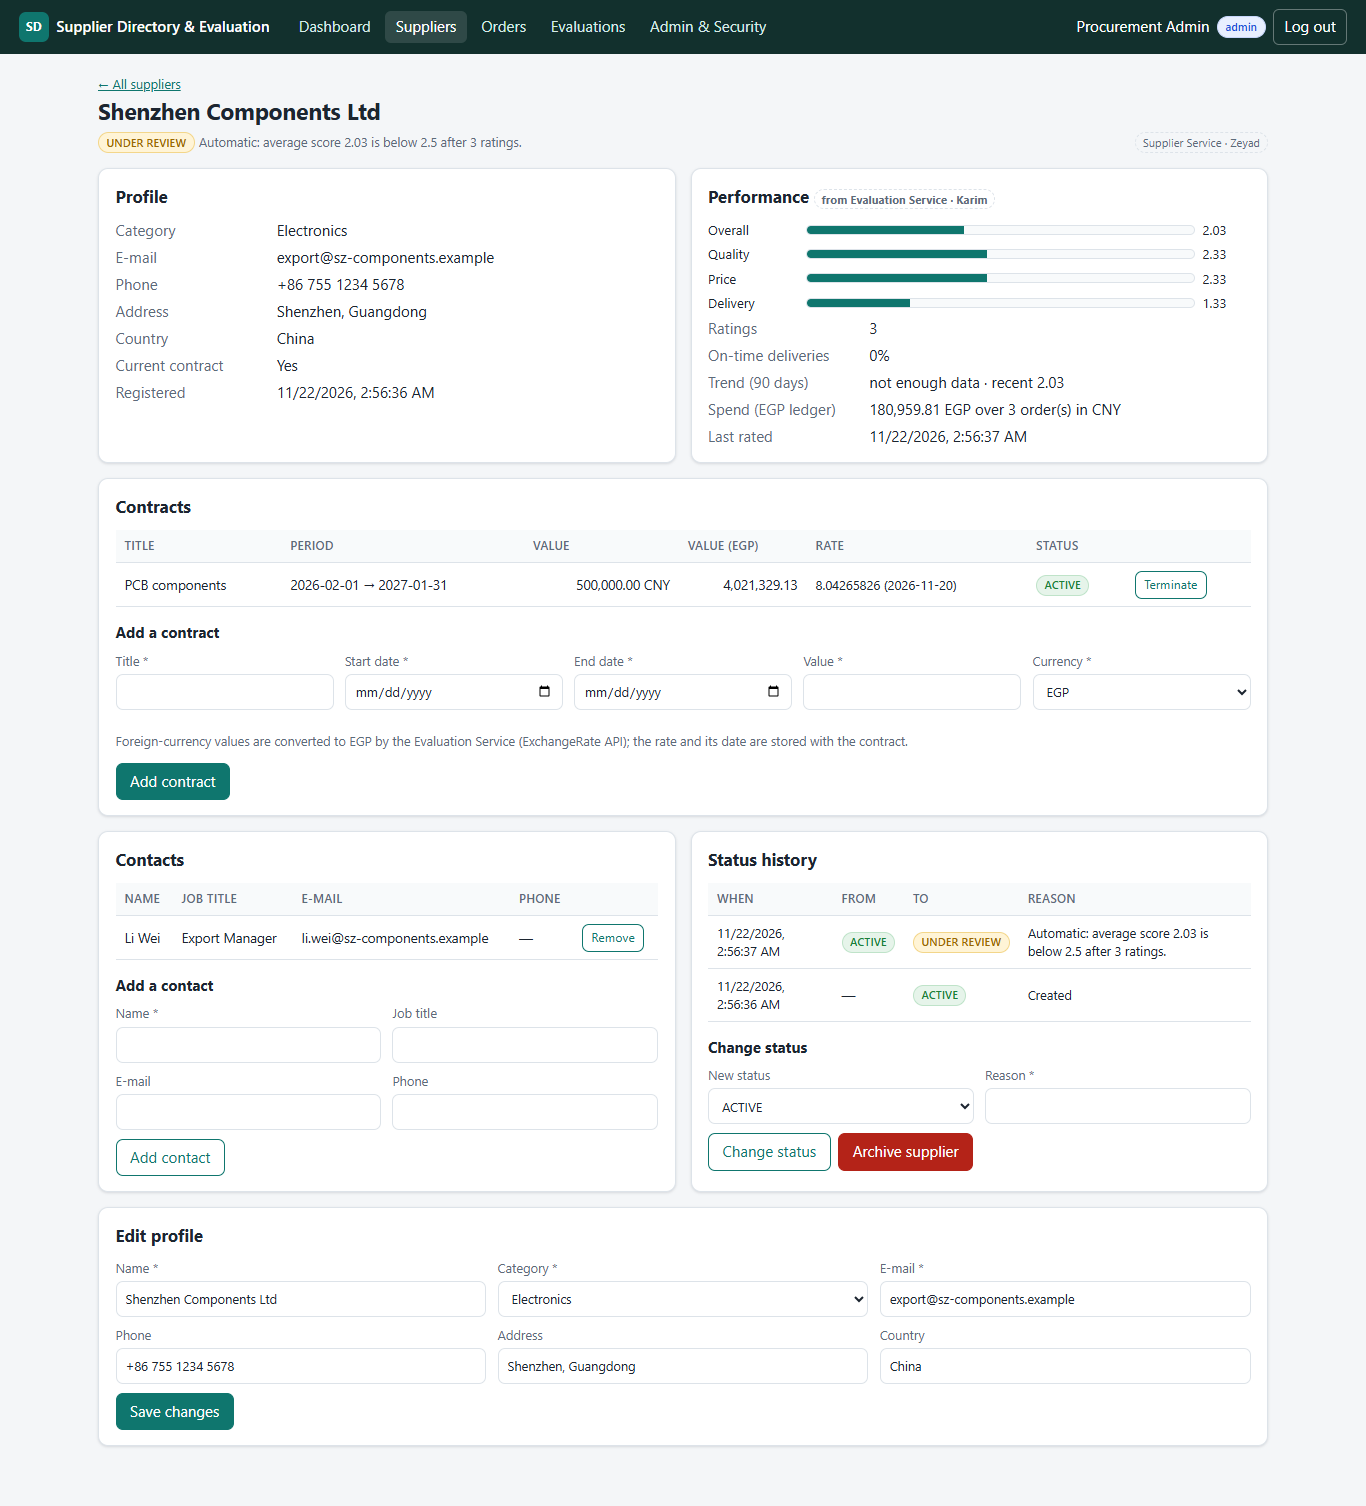 SD Supplier Directory & Evaluation Dashboard Suppliers Orders Evaluations Admin & Security Procurement Admin admin Log out
← All suppliers
Shenzhen Components Ltd
UNDER REVIEW Automatic: average score 2.03 is below 2.5 after 3 ratings.
Supplier Service · Zeyad
Profile
Category Electronics
E-mail export@sz-components.example
Phone +86 755 1234 5678
Address Shenzhen, Guangdong
Country China
Current contract Yes
Registered 11/22/2026, 2:56:36 AM
Performance from Evaluation Service · Karim
Overall 2.03
Quality 2.33
Price 2.33
Delivery 1.33
Ratings 3
On-time deliveries 0%
Trend (90 days) not enough data · recent 2.03
Spend (EGP ledger) 180,959.81 EGP over 3 order(s) in CNY
Last rated 11/22/2026, 2:56:37 AM
Contracts
TITLE PERIOD VALUE VALUE (EGP) RATE STATUS
PCB components 2026-02-01 → 2027-01-31 500,000.00 CNY 4,021,329.13 8.04265826 (2026-11-20) ACTIVE Terminate
Add a contract
Title * Start date * End date * Value * Currency *
mm/dd/yyyy mm/dd/yyyy EGP
Foreign-currency values are converted to EGP by the Evaluation Service (ExchangeRate API); the rate and its date are stored with the contract.
Add contract
Contacts
NAME JOB TITLE E-MAIL PHONE
Li Wei Export Manager li.wei@sz-components.example — Remove
Add a contact
Name * Job title
E-mail Phone
Add contact
Status history
WHEN FROM TO REASON
11/22/2026,
2:56:37 AM ACTIVE UNDER REVIEW Automatic: average score 2.03 is
below 2.5 after 3 ratings.
11/22/2026,
2:56:36 AM — ACTIVE Created
Change status
New status Reason *
ACTIVE
Change status Archive supplier
Edit profile
Name * Category * E-mail *
Shenzhen Components Ltd Electronics export@sz-components.example
Phone Address Country
+86 755 1234 5678 Shenzhen, Guangdong China
Save changes